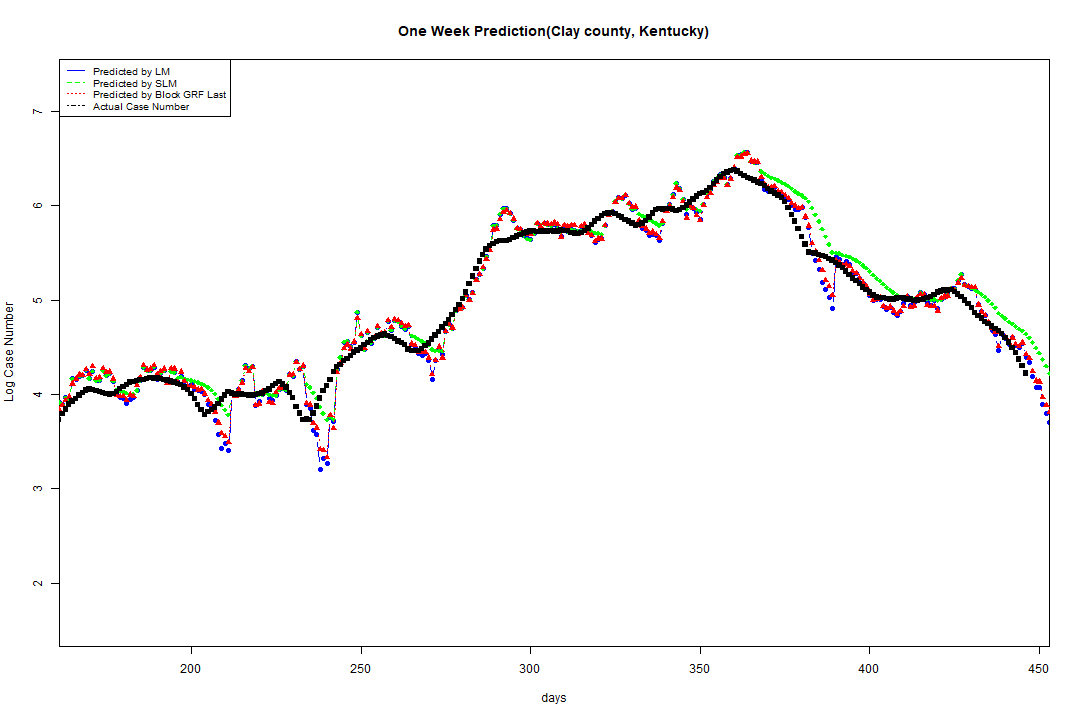 One Week Prediction(Clay county, Kentucky)
Predicted by LM
Predicted by SLM
Predicted by Block GRF Last
Actual Case Number
7
6
5
4
3
2
Log Case Number
200 250 300 350 400 450
days